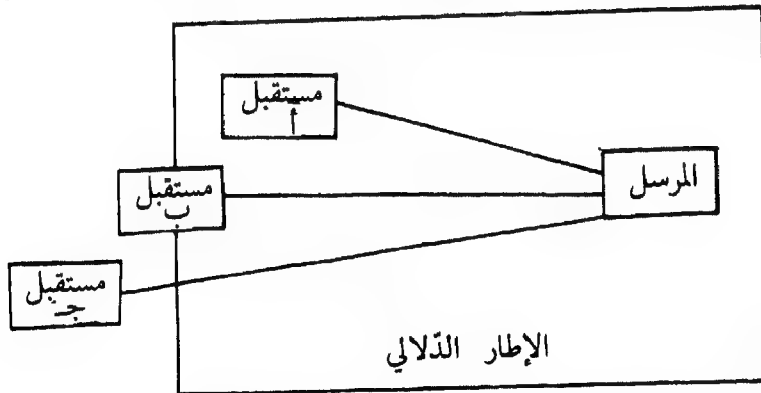 مستقبل
أ
المرسل
مستقبل
ب
مستقبل
جـ
الإطار الدّلالي